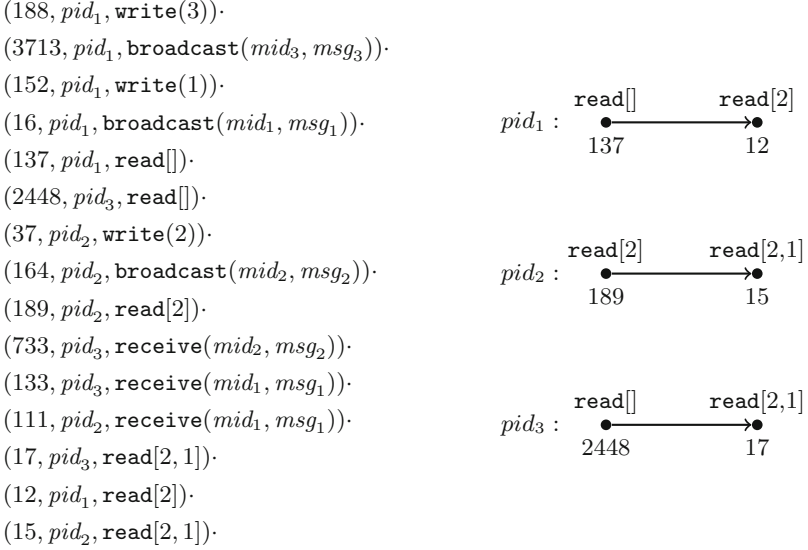 (188, pid₁, write(3))·
(3713, pid₁, broadcast(mid₃, msg₃))·
(152, pid₁, write(1))·
(16, pid₁, broadcast(mid₁, msg₁))·
(137, pid₁, read[])·
(2448, pid₃, read[])·
(37, pid₂, write(2))·
(164, pid₂, broadcast(mid₂, msg₂))·
(189, pid₂, read[2])·
(733, pid₃, receive(mid₂, msg₂))·
(133, pid₃, receive(mid₁, msg₁))·
(111, pid₂, receive(mid₁, msg₁))·
(17, pid₃, read[2, 1])·
(12, pid₁, read[2])·
(15, pid₂, read[2, 1])·
read[] read[2]
pid₁ :
137 12
read[2] read[2,1]
pid₂ :
189 15
read[] read[2,1]
pid₃ :
2448 17